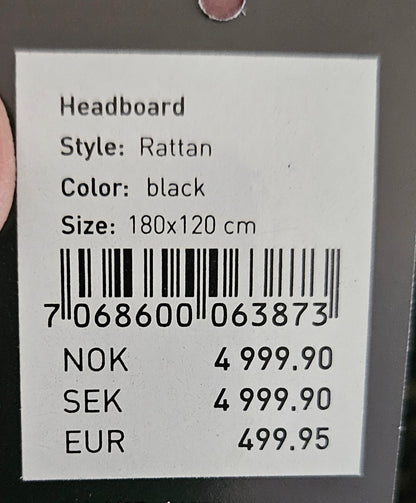 Headboard
Style: Rattan
Color: black
Size: 180x120 cm
7 068600 063873
NOK 4 999.90
SEK 4 999.90
EUR 499.95